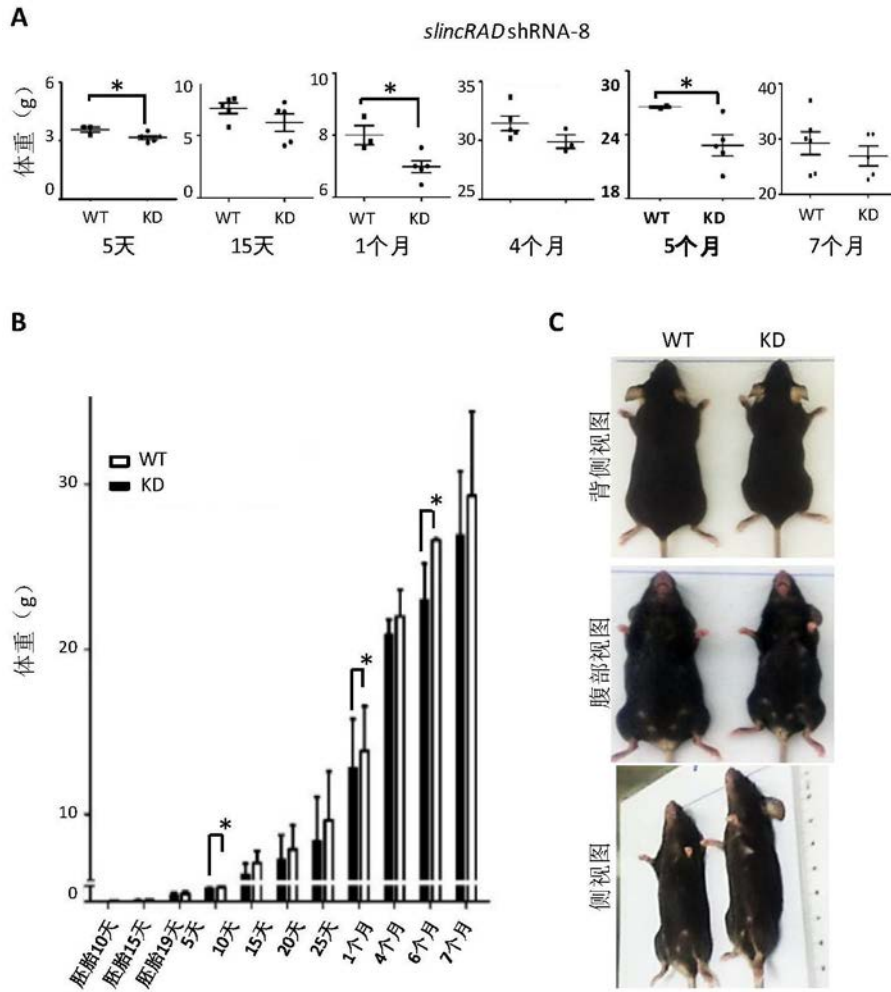 A
slincRAD shRNA-8
体重（g）
6
3
0
*
WT KD
5天
10
5
0
WT KD
15天
10
8
6
*
WT KD
1个月
35
30
25
WT KD
4个月
30
24
18
*
WT KD
5个月
40
30
20
WT KD
7个月
B
体重（g）
30
20
10
0
WT
KD
*
*
*
胚胎10天
胚胎15天
胚胎19天
5天
10天
15天
20天
25天
1个月
4个月
6个月
7个月
C
WT KD
背侧视图
腹部视图
侧视图